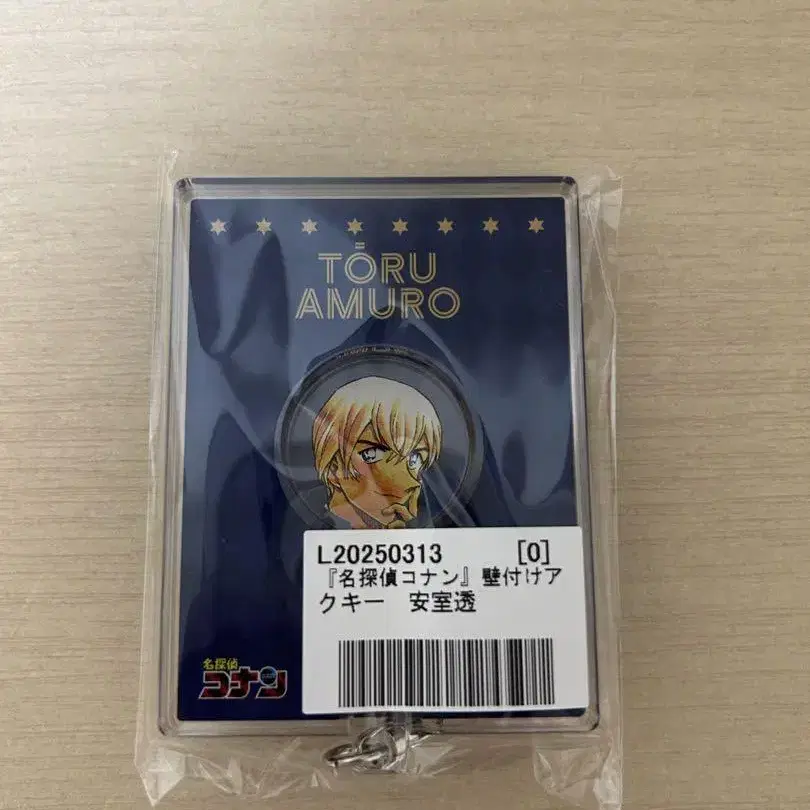 TŌRU
AMURO
L20250313 [0]
『名探偵コナン』壁付けア
クキー 安室透
名探偵
コナン